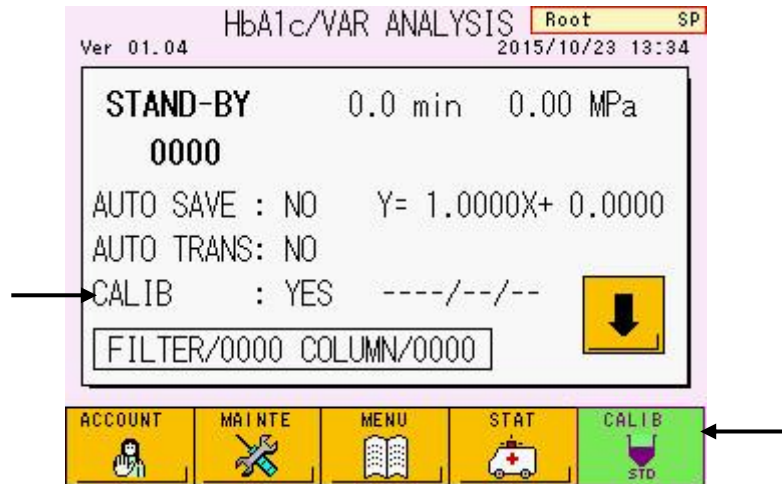 HbA1c/VAR ANALYSIS Root SP
Ver 01.04 2015/10/23 13:34
STAND-BY 0.0 min 0.00 MPa
0000
AUTO SAVE : NO Y= 1.0000X+ 0.0000
AUTO TRANS: NO
CALIB : YES ----/--/--
FILTER/0000 COLUMN/0000
ACCOUNT MAINTE MENU STAT CALIB
STD